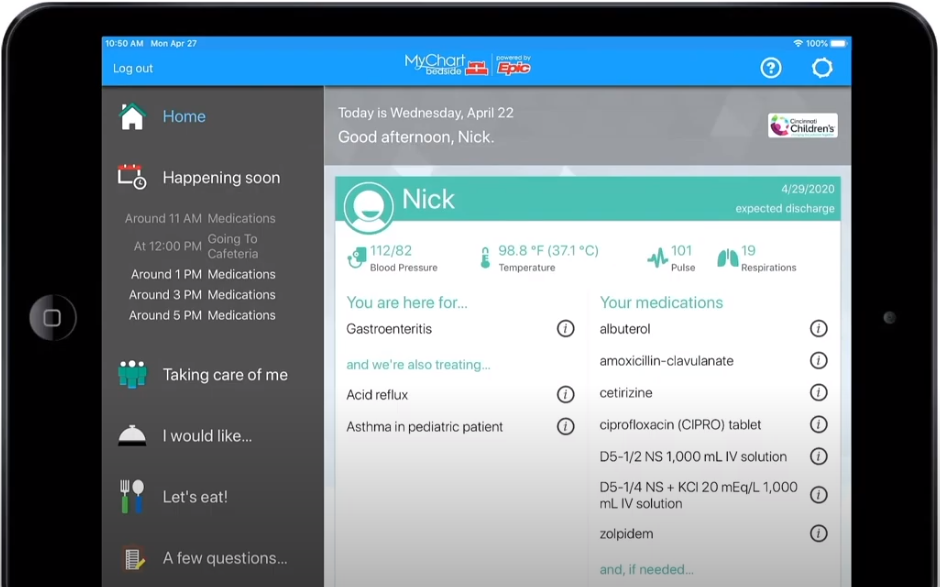 10:50 AM Mon Apr 27
100%
Log out
MyChart
bedside
powered by
Epic
Home
Happening soon
Around 11 AM Medications
At 12:00 PM Going To
Cafeteria
Around 1 PM Medications
Around 3 PM Medications
Around 5 PM Medications
Taking care of me
I would like...
Let's eat!
A few questions...
Today is Wednesday, April 22
Good afternoon, Nick.
Cincinnati
Children's
Nick
4/29/2020
expected discharge
112/82
Blood Pressure
98.8 °F (37.1 °C)
Temperature
101
Pulse
19
Respirations
You are here for...
Gastroenteritis
and we're also treating...
Acid reflux
Asthma in pediatric patient
Your medications
albuterol
amoxicillin-clavulanate
cetirizine
ciprofloxacin (CIPRO) tablet
D5-1/2 NS 1,000 mL IV solution
D5-1/4 NS + KCl 20 mEq/L 1,000
mL IV solution
zolpidem
and, if needed...